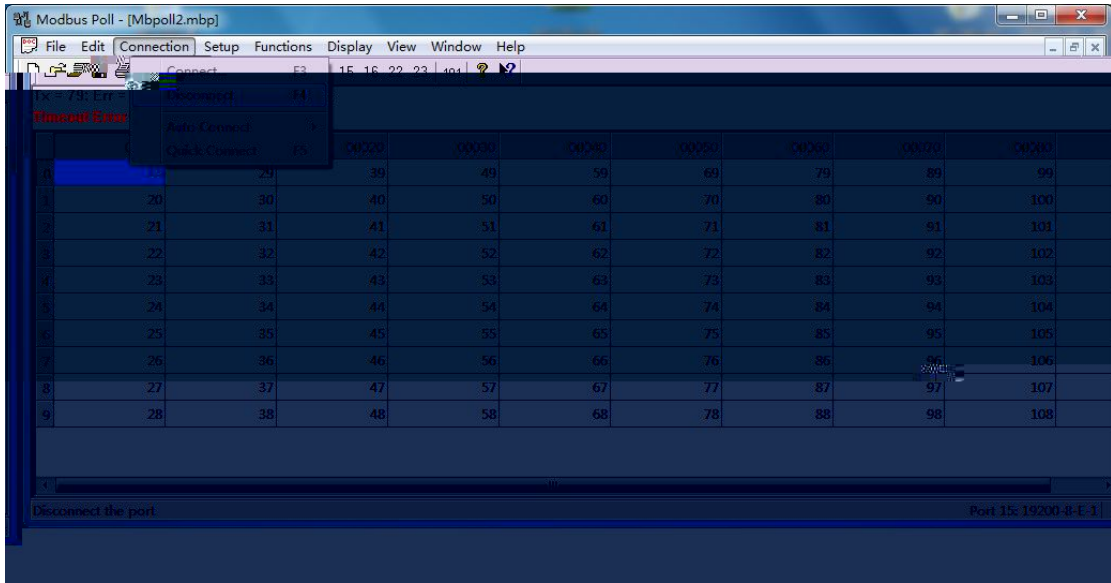 Modbus Poll - [Mbpoll2.mbp]
File Edit Connection Setup Functions Display View Window Help
Connect... F3 15 16 22 23
Tx = 79: Err =
Disconnect F4
Timeout Error
Auto Connect
Quick Connect F5 00020 00030 00040 00050 00060 00070 00080
0 29 39 49 59 69 79 89 99
1 20 30 40 50 60 70 80 90 100
2 21 31 41 51 61 71 81 91 101
3 22 32 42 52 62 72 82 92 102
4 23 33 43 53 63 73 83 93 103
5 24 34 44 54 64 74 84 94 104
6 25 35 45 55 65 75 85 95 105
7 26 36 46 56 66 76 86 96 106
8 27 37 47 57 67 77 87 97 107
9 28 38 48 58 68 78 88 98 108
Disconnect the port
Port 15: 19200-8-E-1